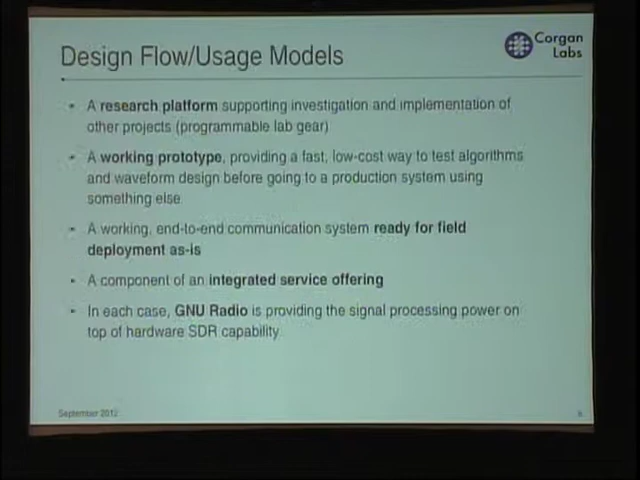 Design Flow/Usage Models
Corgan
Labs
A research platform supporting investigation and implementation of
other projects (programmable lab gear)
A working prototype, providing a fast, low-cost way to test algorithms
and waveform design before going to a production system using
something else
A working, end-to-end communication system ready for field
deployment as-is
A component of an integrated service offering
In each case, GNU Radio is providing the signal processing power on
top of hardware SDR capability.
September 2012